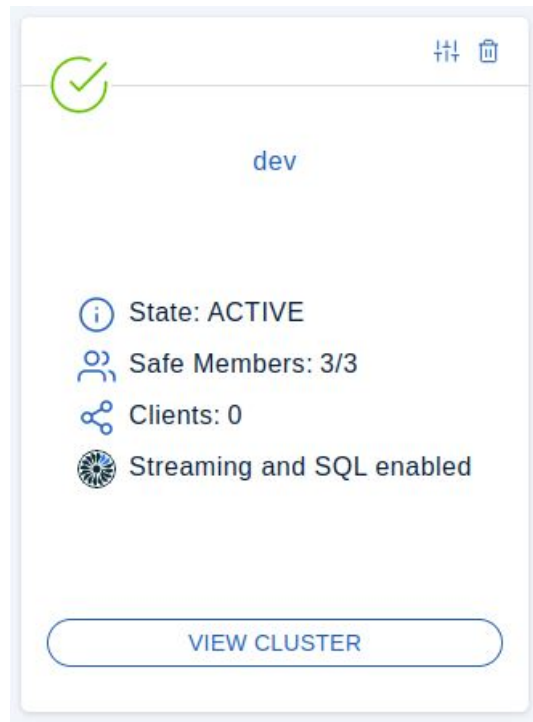 dev
State: ACTIVE
Safe Members: 3/3
Clients: 0
Streaming and SQL enabled
VIEW CLUSTER